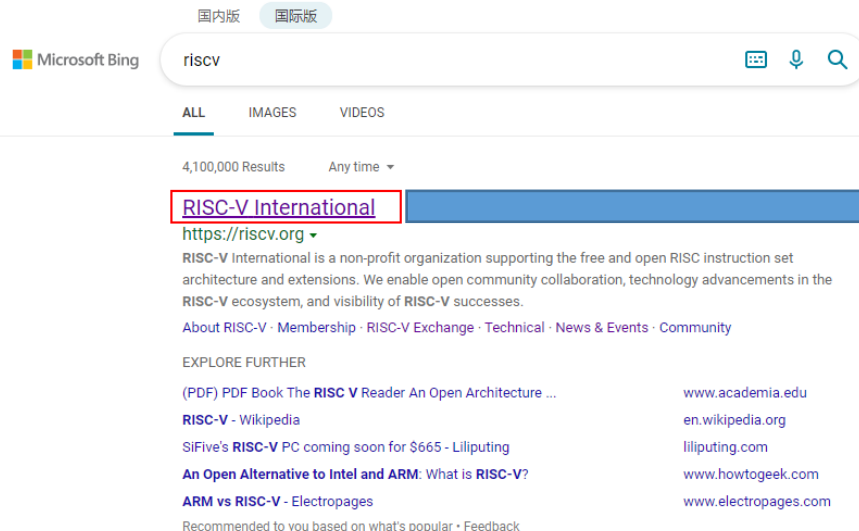 国内版 国际版
Microsoft Bing riscv
ALL IMAGES VIDEOS
4,100,000 Results Any time
RISC-V International
https://riscv.org
RISC-V International is a non-profit organization supporting the free and open RISC instruction set
architecture and extensions. We enable open community collaboration, technology advancements in the
RISC-V ecosystem, and visibility of RISC-V successes.
About RISC-V · Membership · RISC-V Exchange · Technical · News & Events · Community
EXPLORE FURTHER
(PDF) PDF Book The RISC V Reader An Open Architecture ... www.academia.edu
RISC-V - Wikipedia en.wikipedia.org
SiFive's RISC-V PC coming soon for $665 - Liliputing liliputing.com
An Open Alternative to Intel and ARM: What is RISC-V? www.howtogeek.com
ARM vs RISC-V - Electropages www.electropages.com
Recommended to you based on what's popular • Feedback